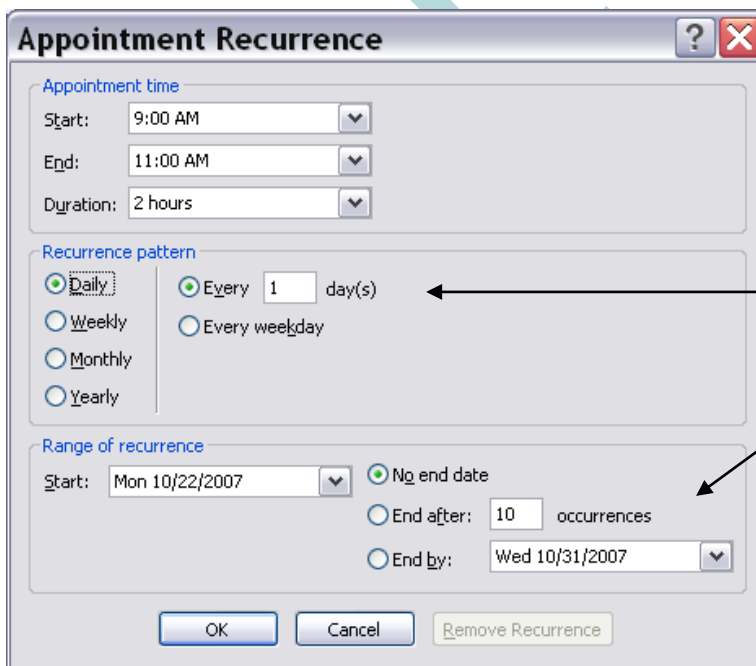 Appointment Recurrence
Appointment time
Start: 9:00 AM
End: 11:00 AM
Duration: 2 hours
Recurrence pattern
Daily
Weekly
Monthly
Yearly
Every 1 day(s)
Every weekday
Range of recurrence
Start: Mon 10/22/2007
No end date
End after: 10 occurrences
End by: Wed 10/31/2007
OK Cancel Remove Recurrence